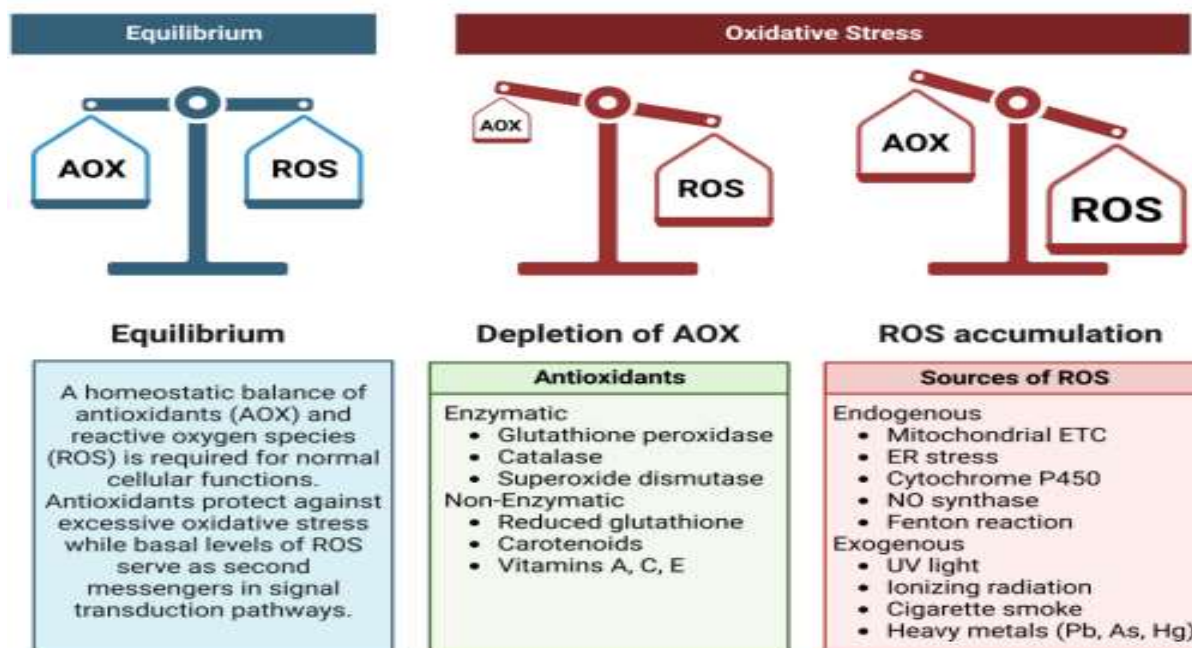 Equilibrium
Oxidative Stress
AOX
ROS
AOX
ROS
AOX
ROS
Equilibrium
A homeostatic balance of
antioxidants (AOX) and
reactive oxygen species
(ROS) is required for normal
cellular functions.
Antioxidants protect against
excessive oxidative stress
while basal levels of ROS
serve as second
messengers in signal
transduction pathways.
Depletion of AOX
Antioxidants
Enzymatic
• Glutathione peroxidase
• Catalase
• Superoxide dismutase
Non-Enzymatic
• Reduced glutathione
• Carotenoids
• Vitamins A, C, E
ROS accumulation
Sources of ROS
Endogenous
• Mitochondrial ETC
• ER stress
• Cytochrome P450
• NO synthase
• Fenton reaction
Exogenous
• UV light
• Ionizing radiation
• Cigarette smoke
• Heavy metals (Pb, As, Hg)